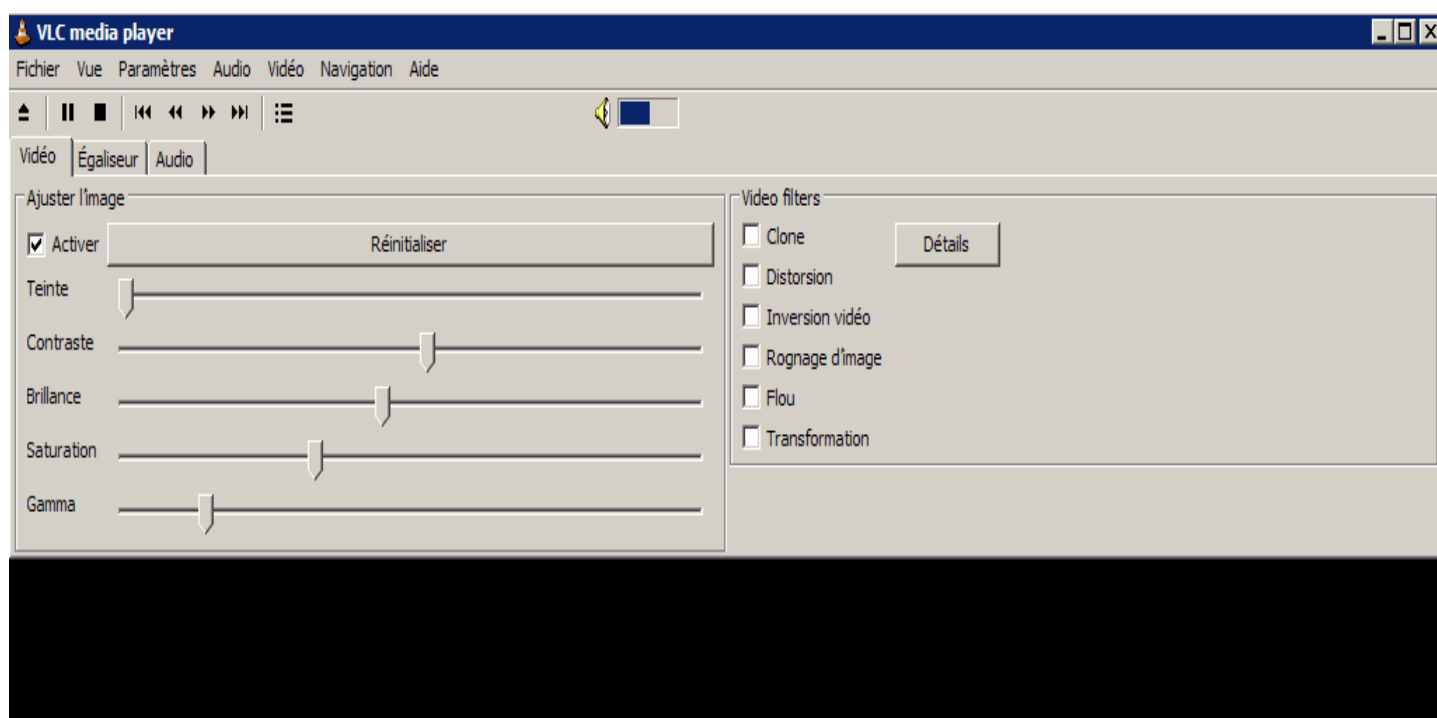 VLC media player
Fichier Vue Paramètres Audio Vidéo Navigation Aide
Vidéo Égaliseur Audio
Ajuster l'image
Activer Réinitialiser
Teinte
Contraste
Brillance
Saturation
Gamma
Video filters
Clone Détails
Distorsion
Inversion vidéo
Rognage d'image
Flou
Transformation